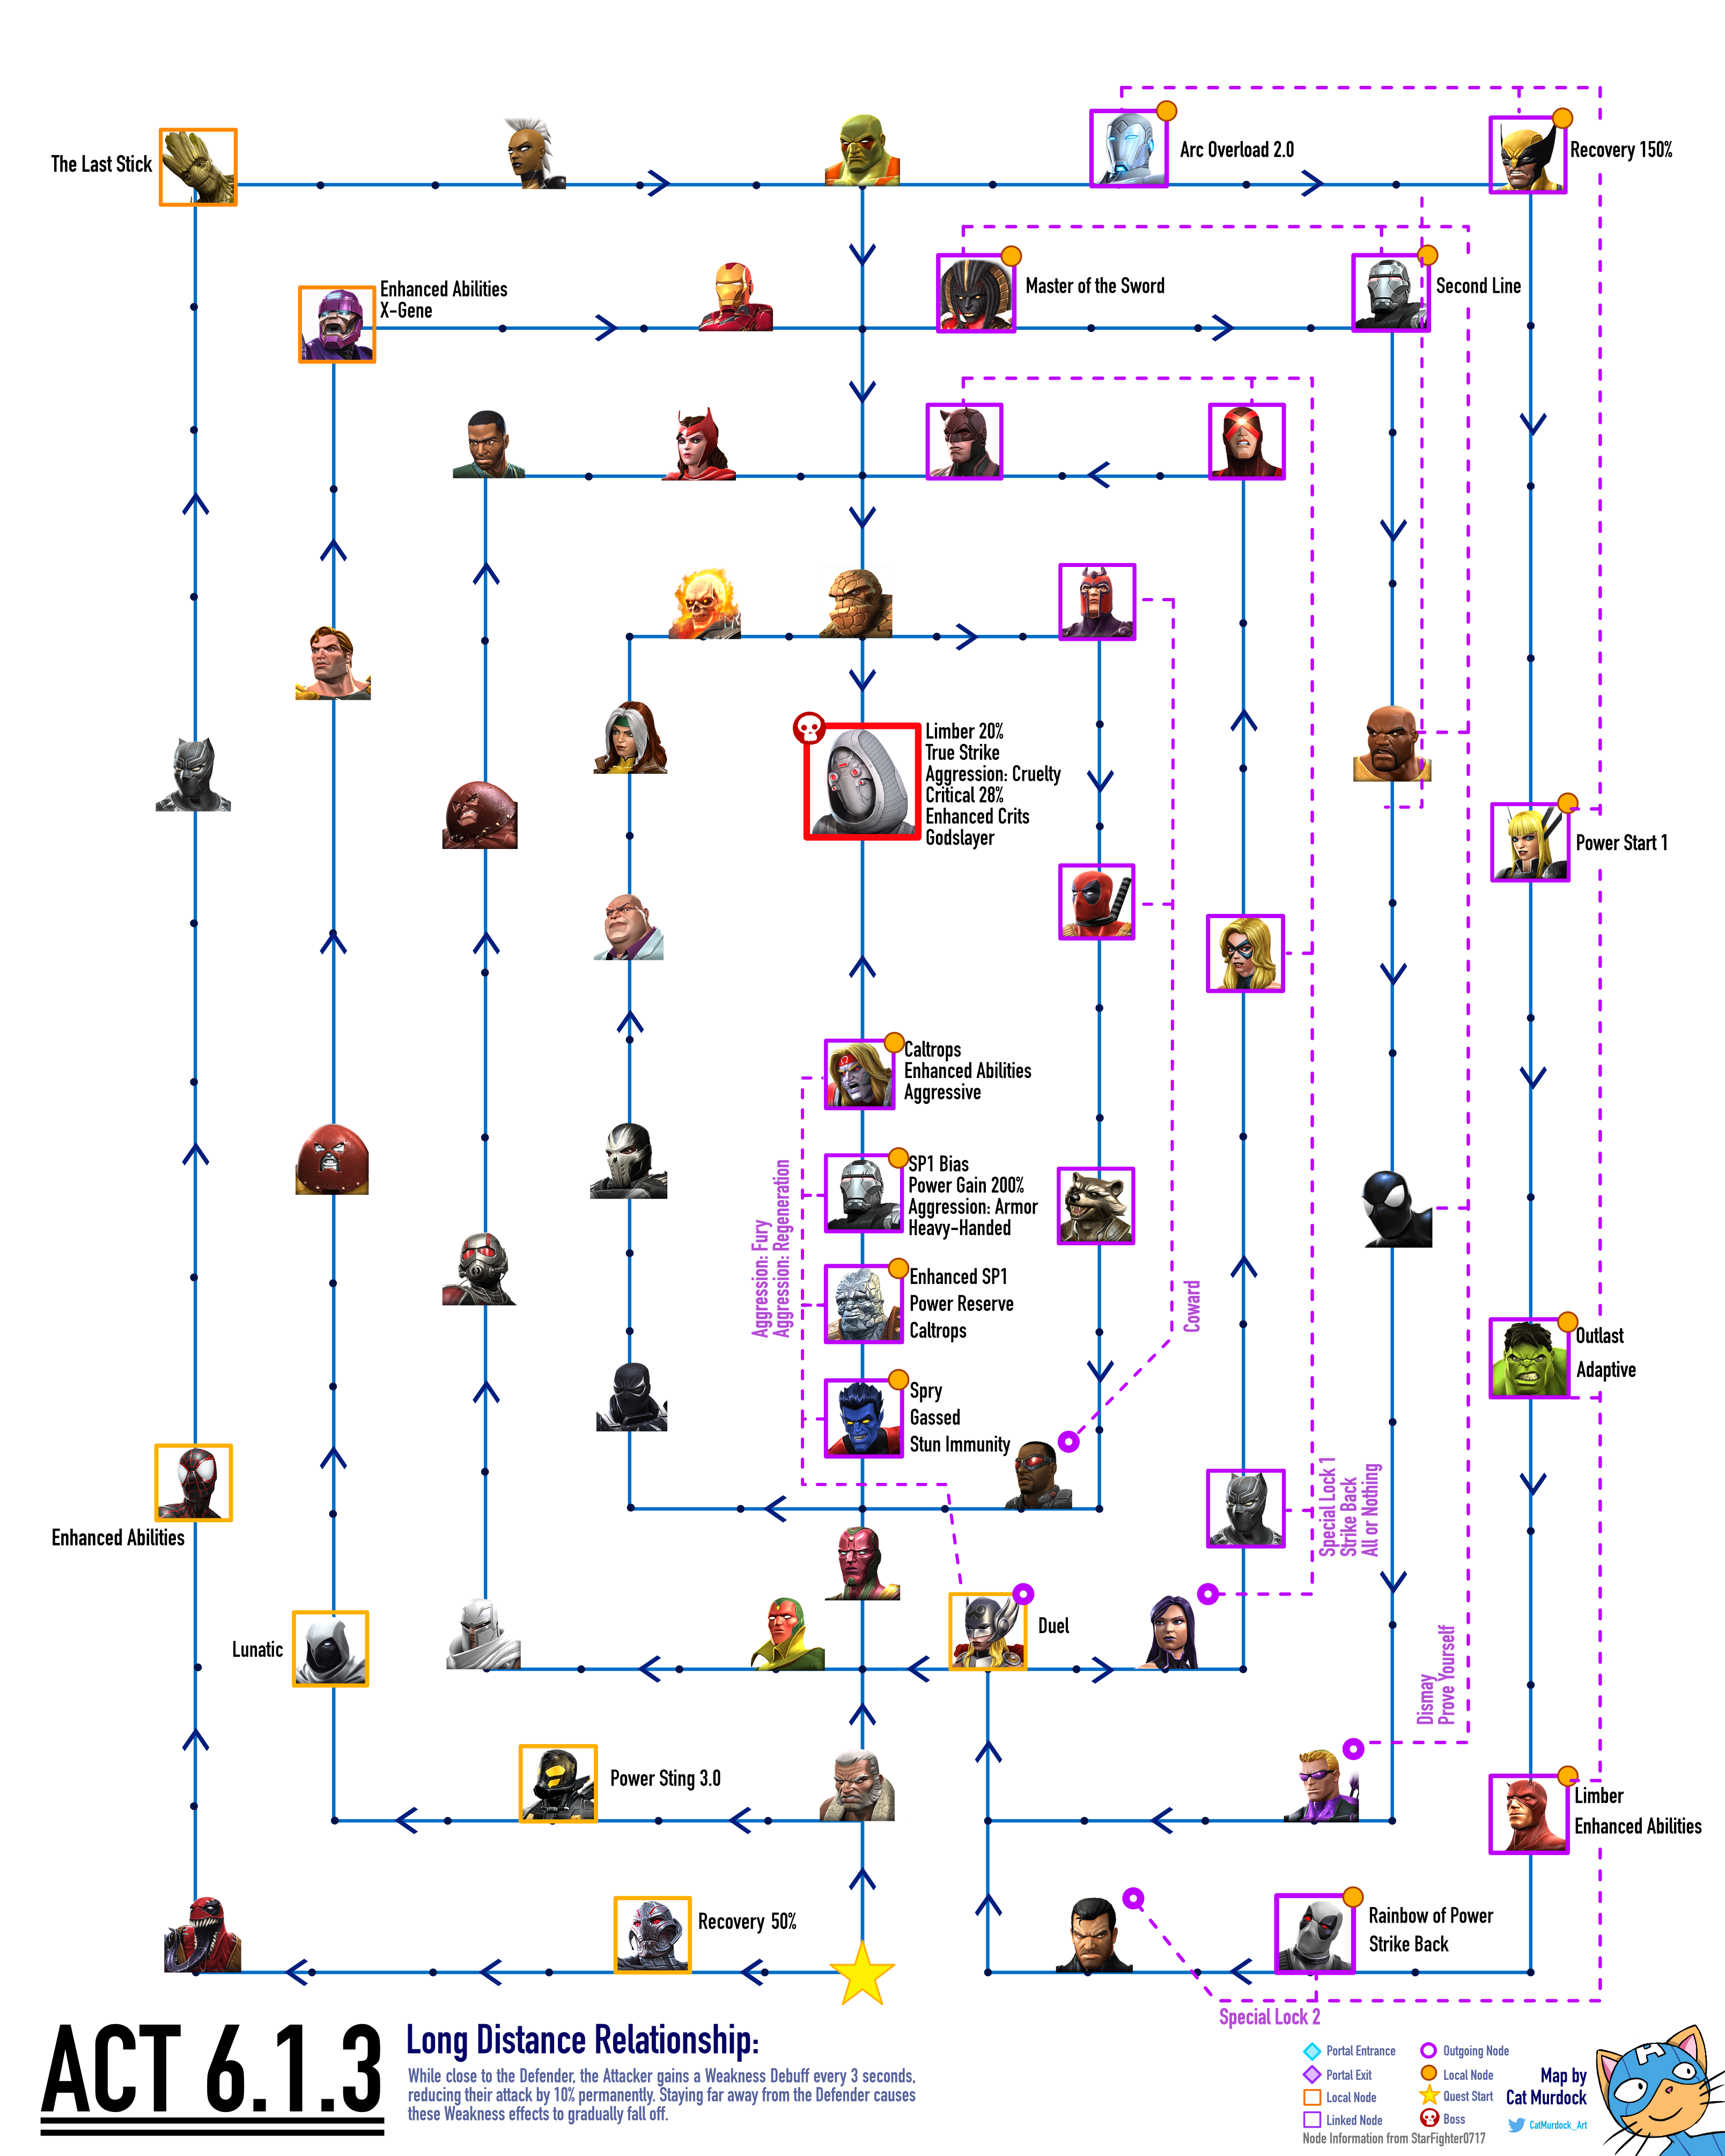 The Last Stick
Arc Overload 2.0
Recovery 150%
Enhanced Abilities
X-Gene
Master of the Sword
Second Line
Limber 20%
True Strike
Aggression: Cruelty
Critical 28%
Enhanced Crits
Godslayer
Power Start 1
Caltrops
Enhanced Abilities
Aggressive
SP1 Bias
Power Gain 200%
Aggression: Armor
Heavy-Handed
Aggression: Fury
Aggression: Regeneration
Enhanced SP1
Power Reserve
Caltrops
Coward
Outlast
Adaptive
Spry
Gassed
Stun Immunity
Special Lock 1
Strike Back
All or Nothing
Enhanced Abilities
Lunatic
Duel
Dismay
Prove Yourself
Power Sting 3.0
Limber
Enhanced Abilities
Recovery 50%
Rainbow of Power
Strike Back
Special Lock 2
ACT 6.1.3
Long Distance Relationship:
While close to the Defender, the Attacker gains a Weakness Debuff every 3 seconds,
reducing their attack by 10% permanently. Staying far away from the Defender causes
these Weakness effects to gradually fall off.
Portal Entrance
Portal Exit
Local Node
Linked Node
Outgoing Node
Local Node
Quest Start
Boss
Node Information from StarFighter0717
Map by
Cat Murdock
CatMurdock_Art
A